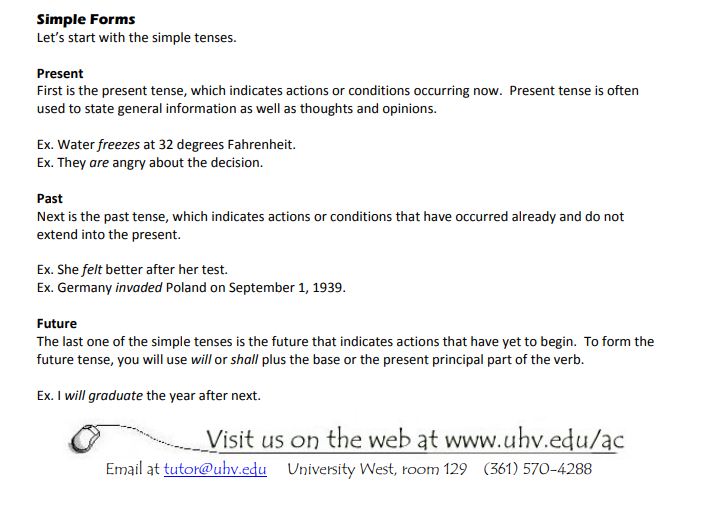 Simple Forms
Let's start with the simple tenses.
Present
First is the present tense, which indicates actions or conditions occurring now.  Present tense is often
used to state general information as well as thoughts and opinions.
Ex. Water freezes at 32 degrees Fahrenheit.
Ex. They are angry about the decision.
Past
Next is the past tense, which indicates actions or conditions that have occurred already and do not
extend into the present.
Ex. She felt better after her test.
Ex. Germany invaded Poland on September 1, 1939.
Future
The last one of the simple tenses is the future that indicates actions that have yet to begin.  To form the
future tense, you will use will or shall plus the base or the present principal part of the verb.
Ex. I will graduate the year after next.
Visit us on the web at www.uhv.edu/ac
Email at tutor@uhv.edu    University West, room 129    (361) 570-4288